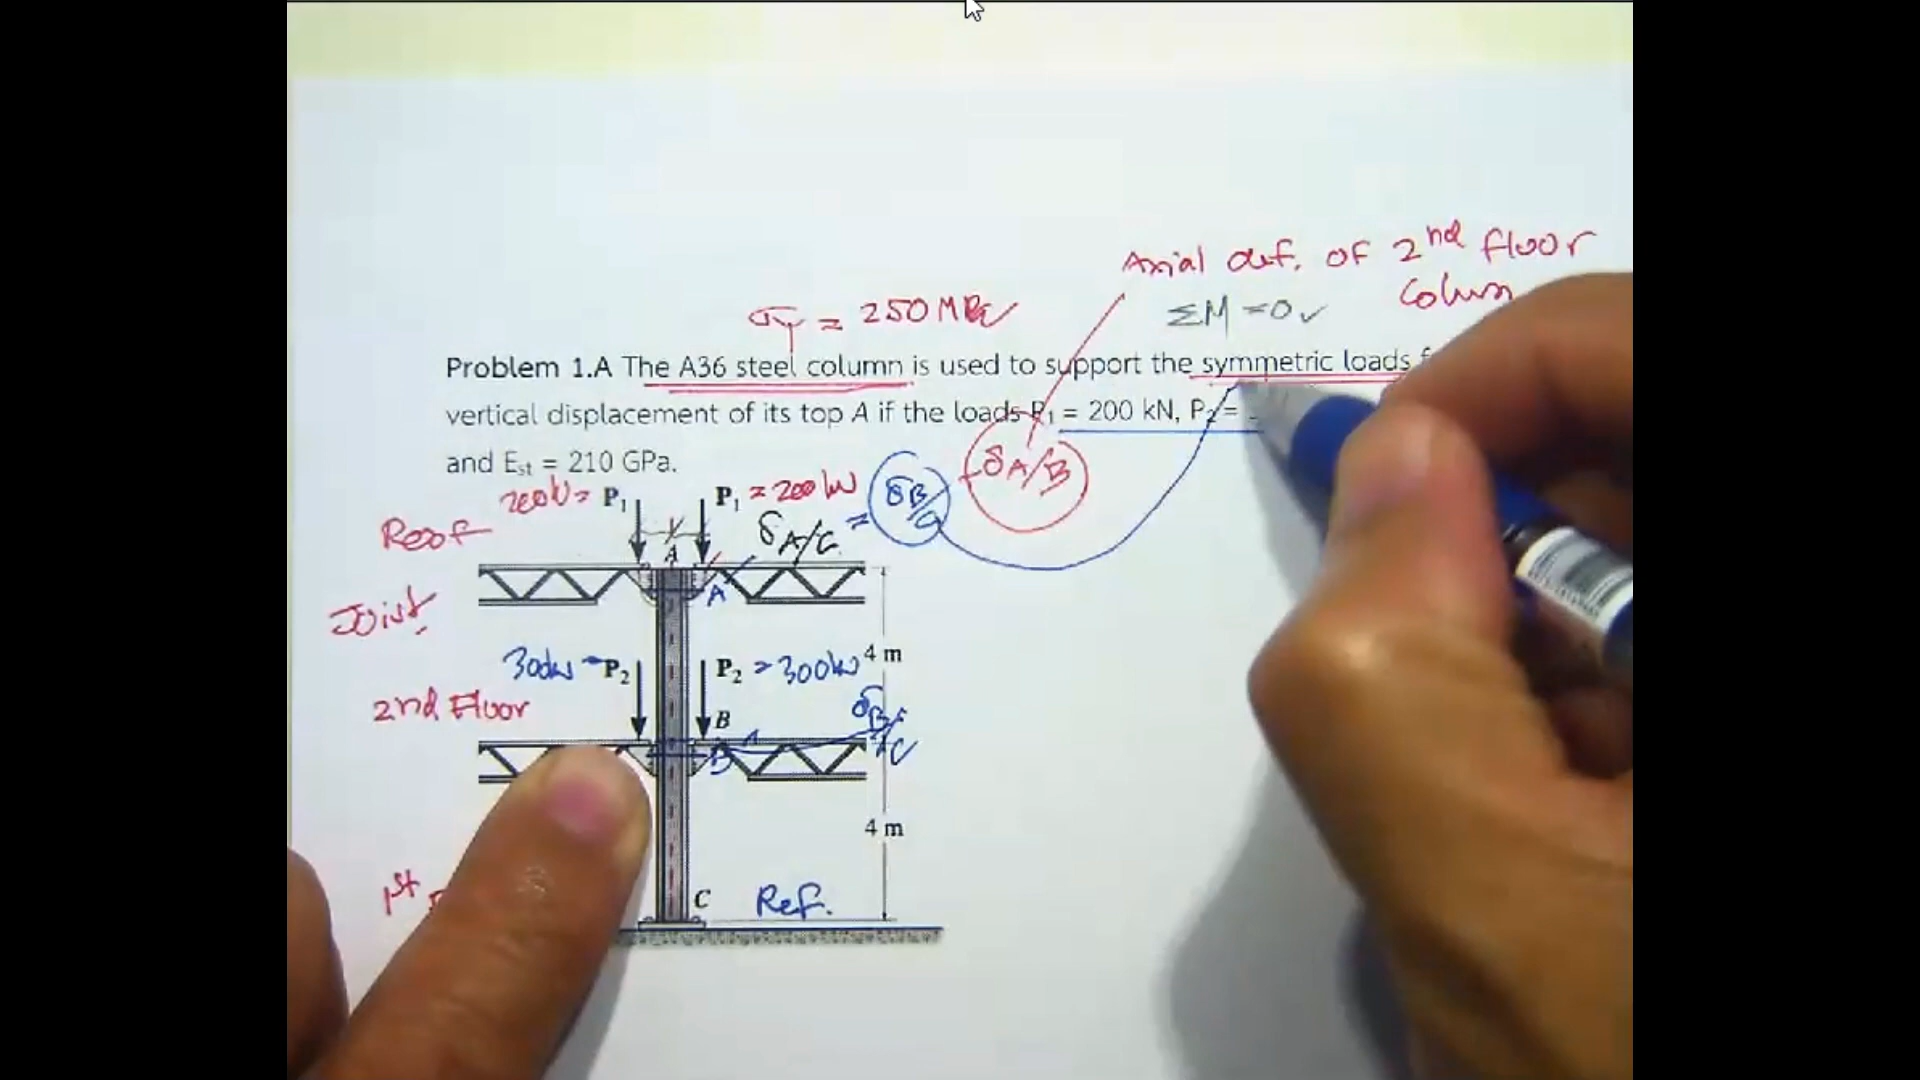 Axial def. of 2nd floor
Column
σY = 250 MPa
ΣM = 0 ✓
Problem 1.A The A36 steel column is used to support the symmetric loads
vertical displacement of its top A if the loads P1 = 200 kN, P2 =
and Est = 210 GPa.
200kN = P1
P1 = 200 kN
δA/C = δB/C + δA/B
Roof
A
A
Joist
300kN = P2
P2 = 300kN
4 m
2nd Floor
B
δB/C
B
4 m
1st
C
Ref.